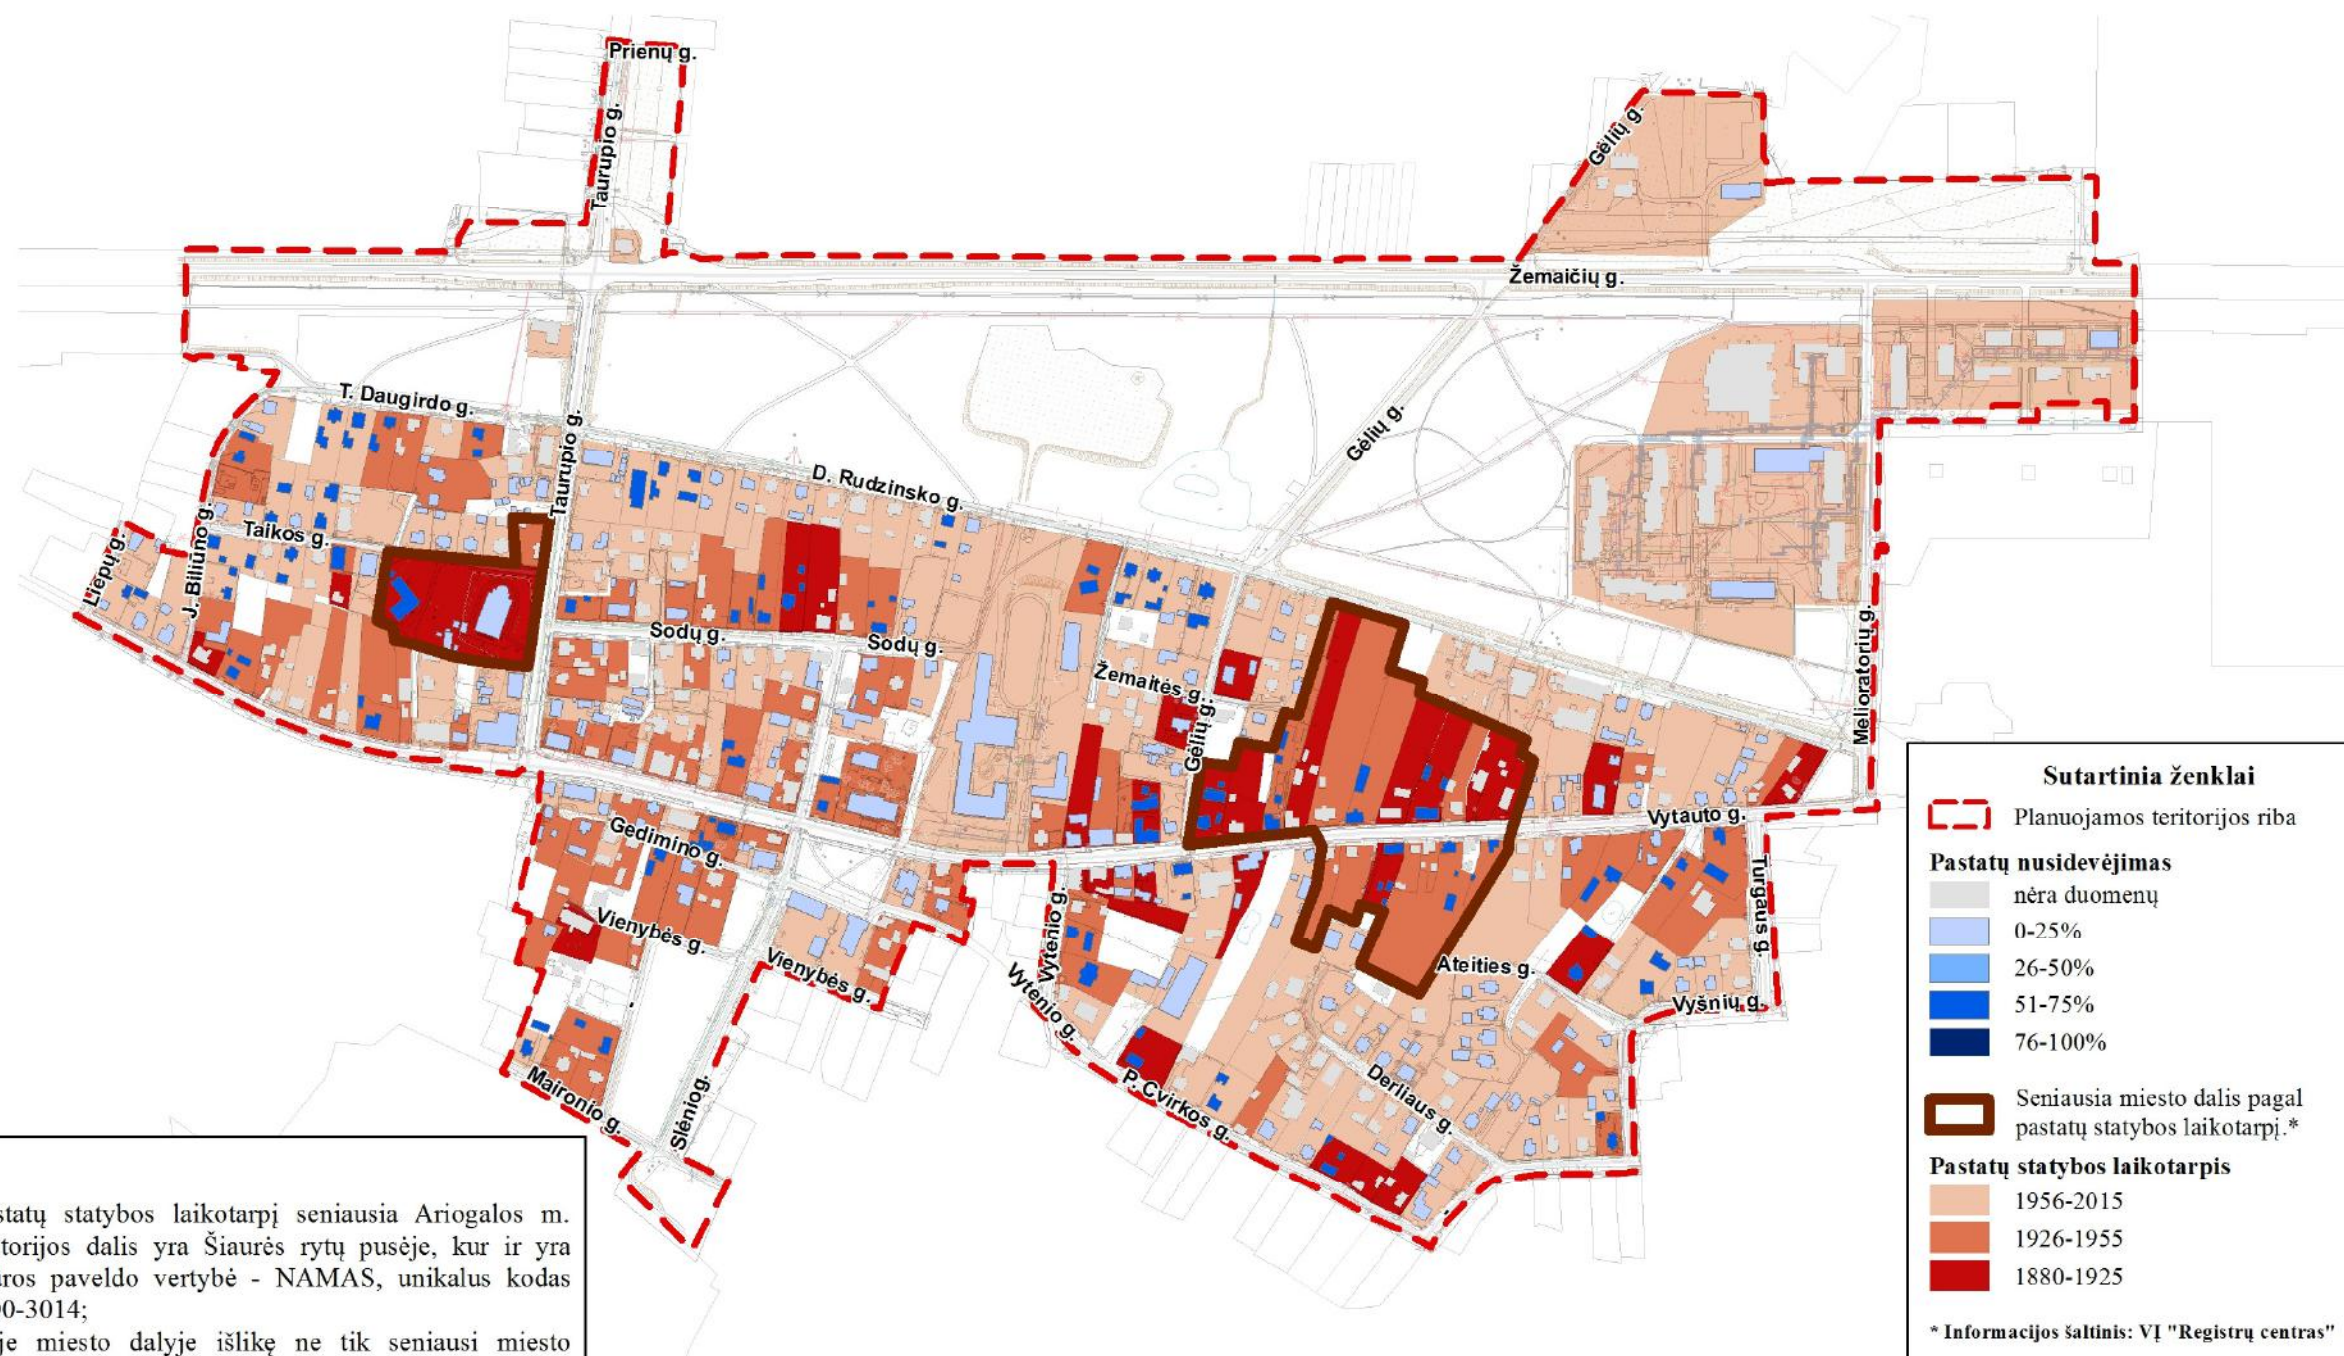 Prienų g.
Taurupio g.
Gėlių g.
Žemaičių g.
T. Daugirdo g.
Taurupio g.
Gėlių g.
D. Rudzinsko g.
Liepų g.
J. Biliūno g.
Taikos g.
Sodų g.
Sodų g.
Žemaitės g.
Gėlių g.
Melioratorių g.
Vytauto g.
Gedimino g.
Turgaus g.
Vienybės g.
Vienybės g.
Vytenio g.
Vytenio g.
Ateities g.
Vyšnių g.
Maironio g.
Slėnio g.
P. Cvirkos g.
Derliaus g.
Sutartinia ženklai
Planuojamos teritorijos riba
Pastatų nusidevėjimas
nėra duomenų
0-25%
26-50%
51-75%
76-100%
Seniausia miesto dalis pagal
pastatų statybos laikotarpį.*
Pastatų statybos laikotarpis
1956-2015
1926-1955
1880-1925
* Informacijos šaltinis: VĮ "Registrų centras"
statų statybos laikotarpį seniausia Ariogalos m.
torijos dalis yra Šiaurės rytų pusėje, kur ir yra
ūros paveldo vertybė - NAMAS, unikalus kodas
00-3014;
je miesto dalyje išlikę ne tik seniausi miesto